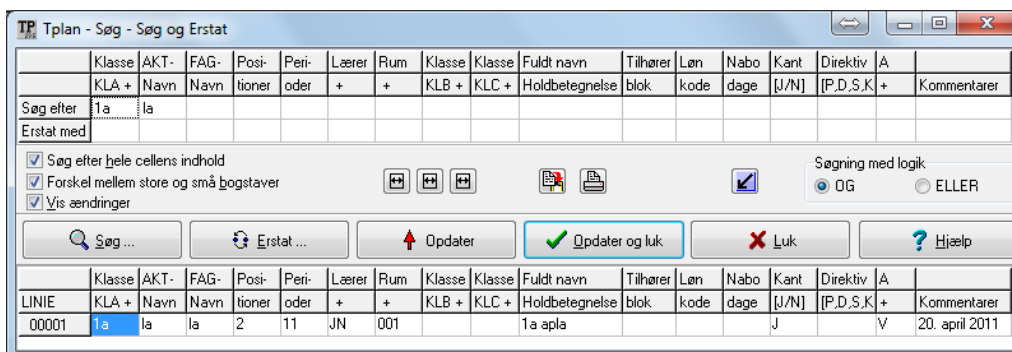 Tplan - Søg - Søg og Erstat
Klasse AKT- FAG- Posi- Peri- Lærer Rum Klasse Klasse Fuldt navn Tilhører Løn Nabo Kant Direktiv A
KLA + Navn Navn tioner oder + + KLB + KLC + Holdbetegnelse blok kode dage [J/N] [P,D,S,K + Kommentarer
Søg efter 1a la
Erstat med
Søg efter hele cellens indhold
Forskel mellem store og små bogstaver
Vis ændringer
Søgning med logik
OG ELLER
Søg ... Erstat ... Opdater Opdater og luk Luk Hjælp
Klasse AKT- FAG- Posi- Peri- Lærer Rum Klasse Klasse Fuldt navn Tilhører Løn Nabo Kant Direktiv A
LINIE KLA + Navn Navn tioner oder + + KLB + KLC + Holdbetegnelse blok kode dage [J/N] [P,D,S,K + Kommentarer
00001 1a la la 2 11 JN 001 1a apla J V 20. april 2011